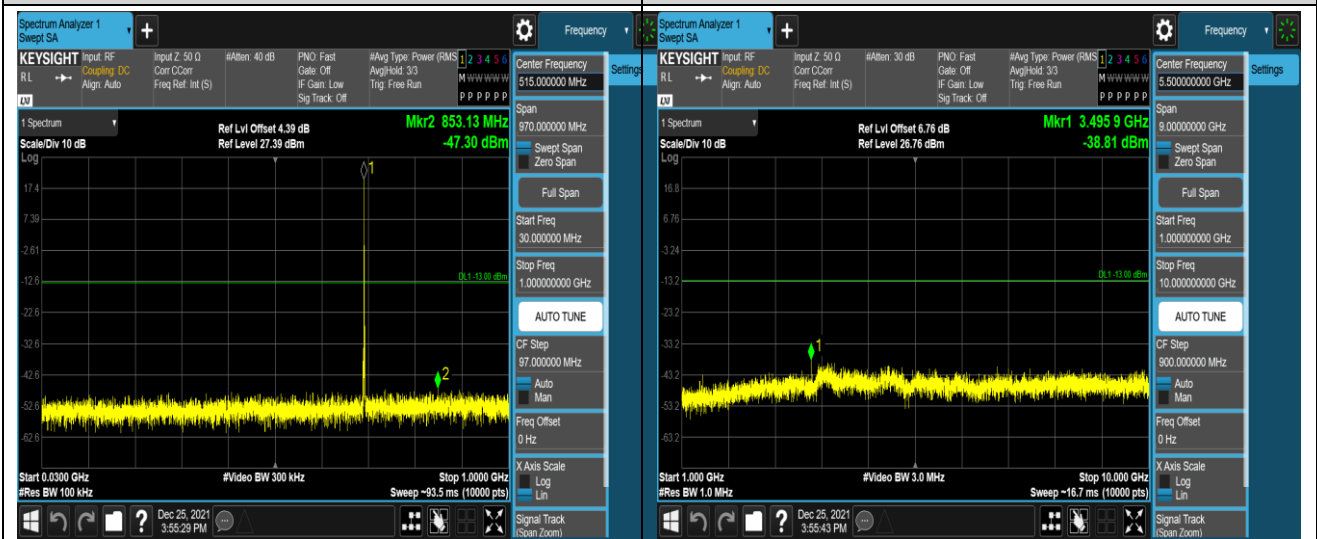 Spectrum Analyzer 1
Swept SA
+
Frequency
KEYSIGHT
RL
LXI
Input: RF
Coupling: DC
Align: Auto
Input Z: 50 Ω
Corr CCorr
Freq Ref: Int (S)
#Atten: 40 dB
PNO: Fast
Gate: Off
IF Gain: Low
Sig Track: Off
#Avg Type: Power (RMS
Avg|Hold: 3/3
Trig: Free Run
1 2 3 4 5 6
M W W W W W
P P P P P P
Center Frequency
515.000000 MHz
Settings
Span
970.000000 MHz
Swept Span
Zero Span
Full Span
Start Freq
30.000000 MHz
Stop Freq
1.000000000 GHz
AUTO TUNE
CF Step
97.000000 MHz
Auto
Man
Freq Offset
0 Hz
X Axis Scale
Log
Lin
Signal Track
(Span Zoom)
1 Spectrum
Scale/Div 10 dB
Ref Lvl Offset 4.39 dB
Ref Level 27.39 dBm
Mkr2 853.13 MHz
-47.30 dBm
Log
1
17.4
7.39
-2.61
DL1 -13.00 dBm
-12.6
-22.6
-32.6
-42.6
2
-52.6
-62.6
Start 0.0300 GHz
#Res BW 100 kHz
#Video BW 300 kHz
Stop 1.0000 GHz
Sweep ~93.5 ms (10000 pts)
?
Dec 25, 2021
3:55:29 PM
Spectrum Analyzer 1
Swept SA
+
Frequency
KEYSIGHT
RL
LXI
Input: RF
Coupling: DC
Align: Auto
Input Z: 50 Ω
Corr CCorr
Freq Ref: Int (S)
#Atten: 30 dB
PNO: Fast
Gate: Off
IF Gain: Low
Sig Track: Off
#Avg Type: Power (RMS
Avg|Hold: 3/3
Trig: Free Run
1 2 3 4 5 6
M W W W W W
P P P P P P
Center Frequency
5.500000000 GHz
Settings
Span
9.00000000 GHz
Swept Span
Zero Span
Full Span
Start Freq
1.000000000 GHz
Stop Freq
10.000000000 GHz
AUTO TUNE
CF Step
900.000000 MHz
Auto
Man
Freq Offset
0 Hz
X Axis Scale
Log
Lin
Signal Track
(Span Zoom)
1 Spectrum
Scale/Div 10 dB
Ref Lvl Offset 6.76 dB
Ref Level 26.76 dBm
Mkr1 3.495 9 GHz
-38.81 dBm
Log
16.8
6.76
-3.24
DL1 -13.00 dBm
-13.2
-23.2
-33.2
1
-43.2
-53.2
-63.2
Start 1.000 GHz
#Res BW 1.0 MHz
#Video BW 3.0 MHz
Stop 10.000 GHz
Sweep ~16.7 ms (10000 pts)
?
Dec 25, 2021
3:55:43 PM